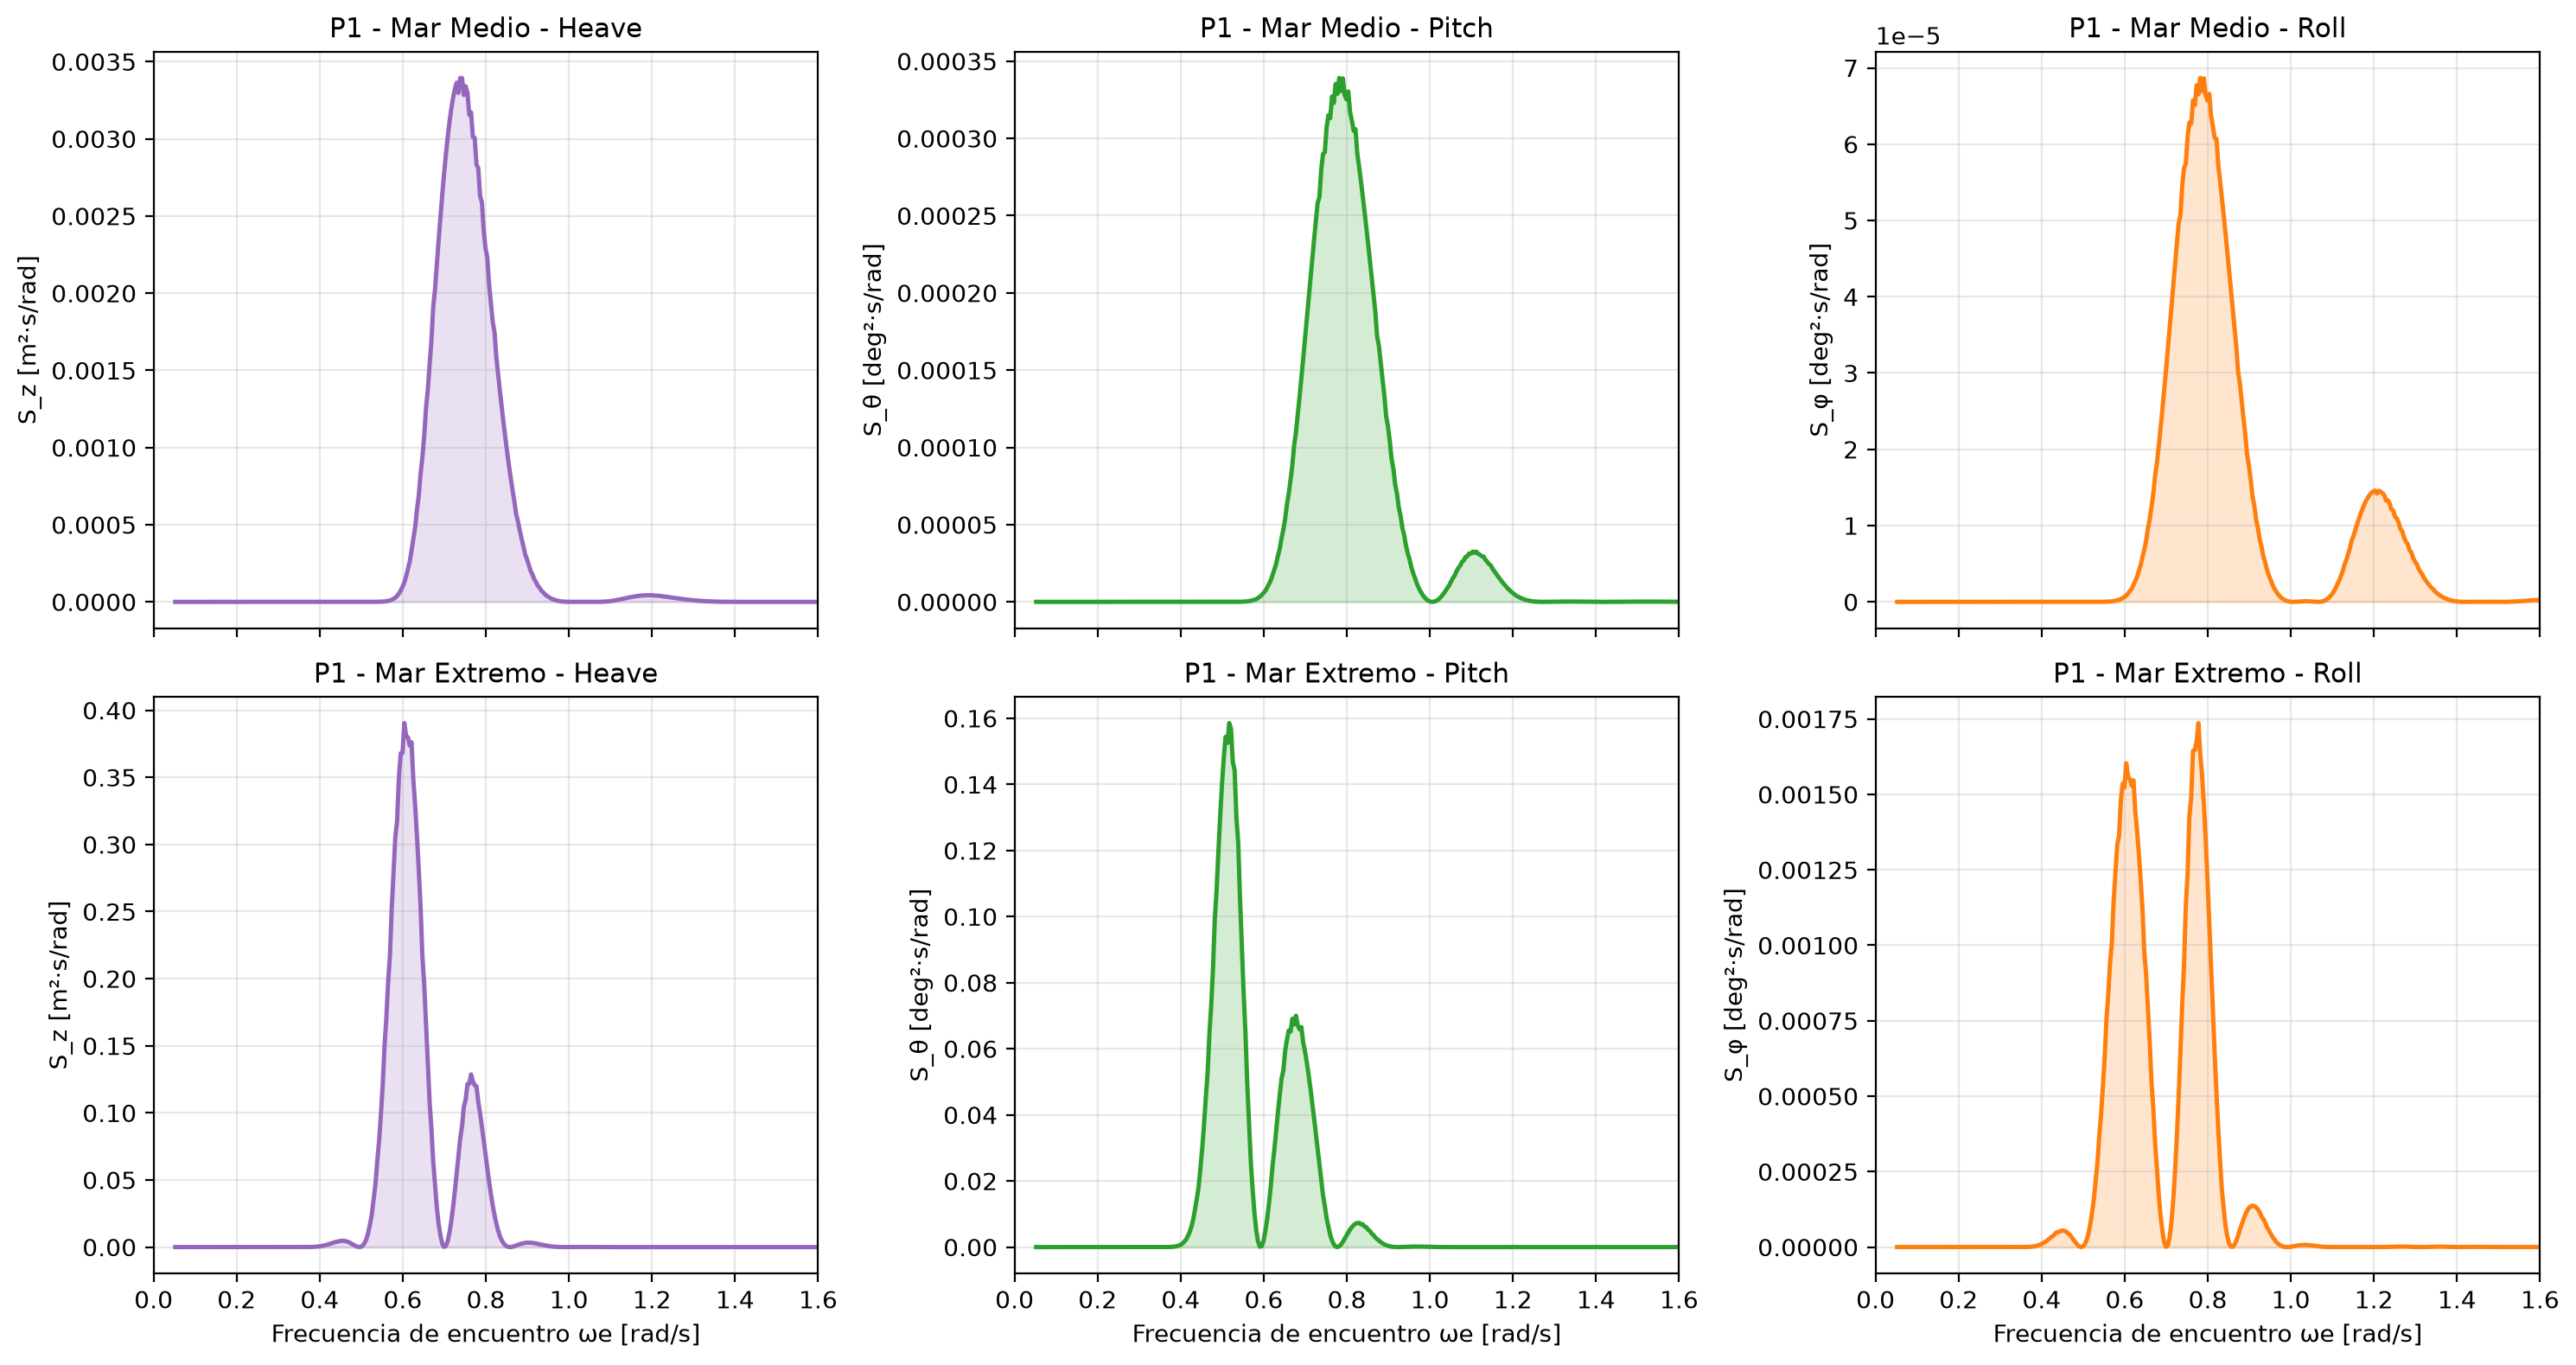 P1 - Mar Medio - Heave
0.0035
0.0030
0.0025
0.0020
0.0015
0.0010
0.0005
0.0000
S_z [m²·s/rad]
P1 - Mar Medio - Pitch
0.00035
0.00030
0.00025
0.00020
0.00015
0.00010
0.00005
0.00000
S_θ [deg²·s/rad]
P1 - Mar Medio - Roll
1e−5
7
6
5
4
3
2
1
0
S_φ [deg²·s/rad]
P1 - Mar Extremo - Heave
0.40
0.35
0.30
0.25
0.20
0.15
0.10
0.05
0.00
S_z [m²·s/rad]
0.0 0.2 0.4 0.6 0.8 1.0 1.2 1.4 1.6
Frecuencia de encuentro ωe [rad/s]
P1 - Mar Extremo - Pitch
0.16
0.14
0.12
0.10
0.08
0.06
0.04
0.02
0.00
S_θ [deg²·s/rad]
0.0 0.2 0.4 0.6 0.8 1.0 1.2 1.4 1.6
Frecuencia de encuentro ωe [rad/s]
P1 - Mar Extremo - Roll
0.00175
0.00150
0.00125
0.00100
0.00075
0.00050
0.00025
0.00000
S_φ [deg²·s/rad]
0.0 0.2 0.4 0.6 0.8 1.0 1.2 1.4 1.6
Frecuencia de encuentro ωe [rad/s]